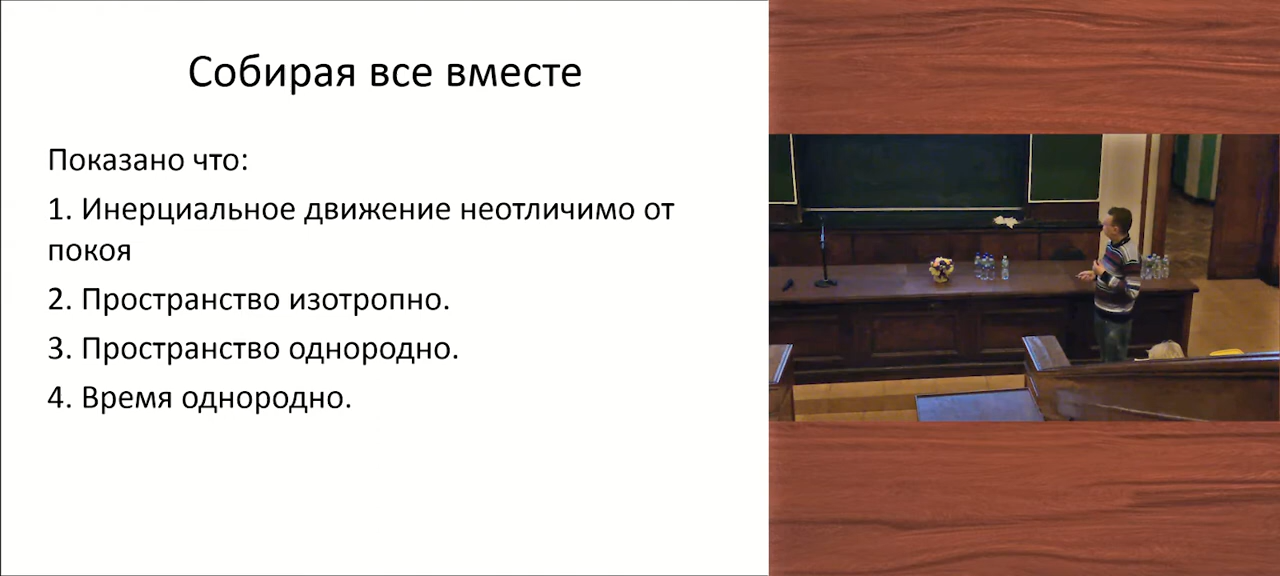 Собирая все вместе
Показано что:
1. Инерциальное движение неотличимо от
покоя
2. Пространство изотропно.
3. Пространство однородно.
4. Время однородно.